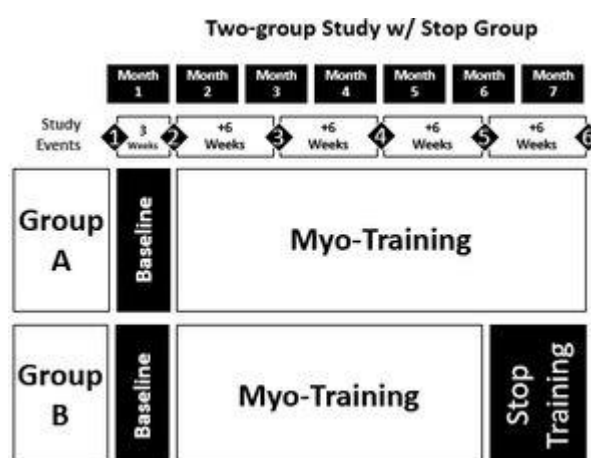 Two-group Study w/ Stop Group
Month Month Month Month Month Month Month
1 2 3 4 5 6 7
Study
Events
1 3 Weeks 2 +6 Weeks 3 +6 Weeks 4 +6 Weeks 5 +6 Weeks 6
Group
A
Baseline
Myo-Training
Group
B
Baseline
Myo-Training
Stop
Training